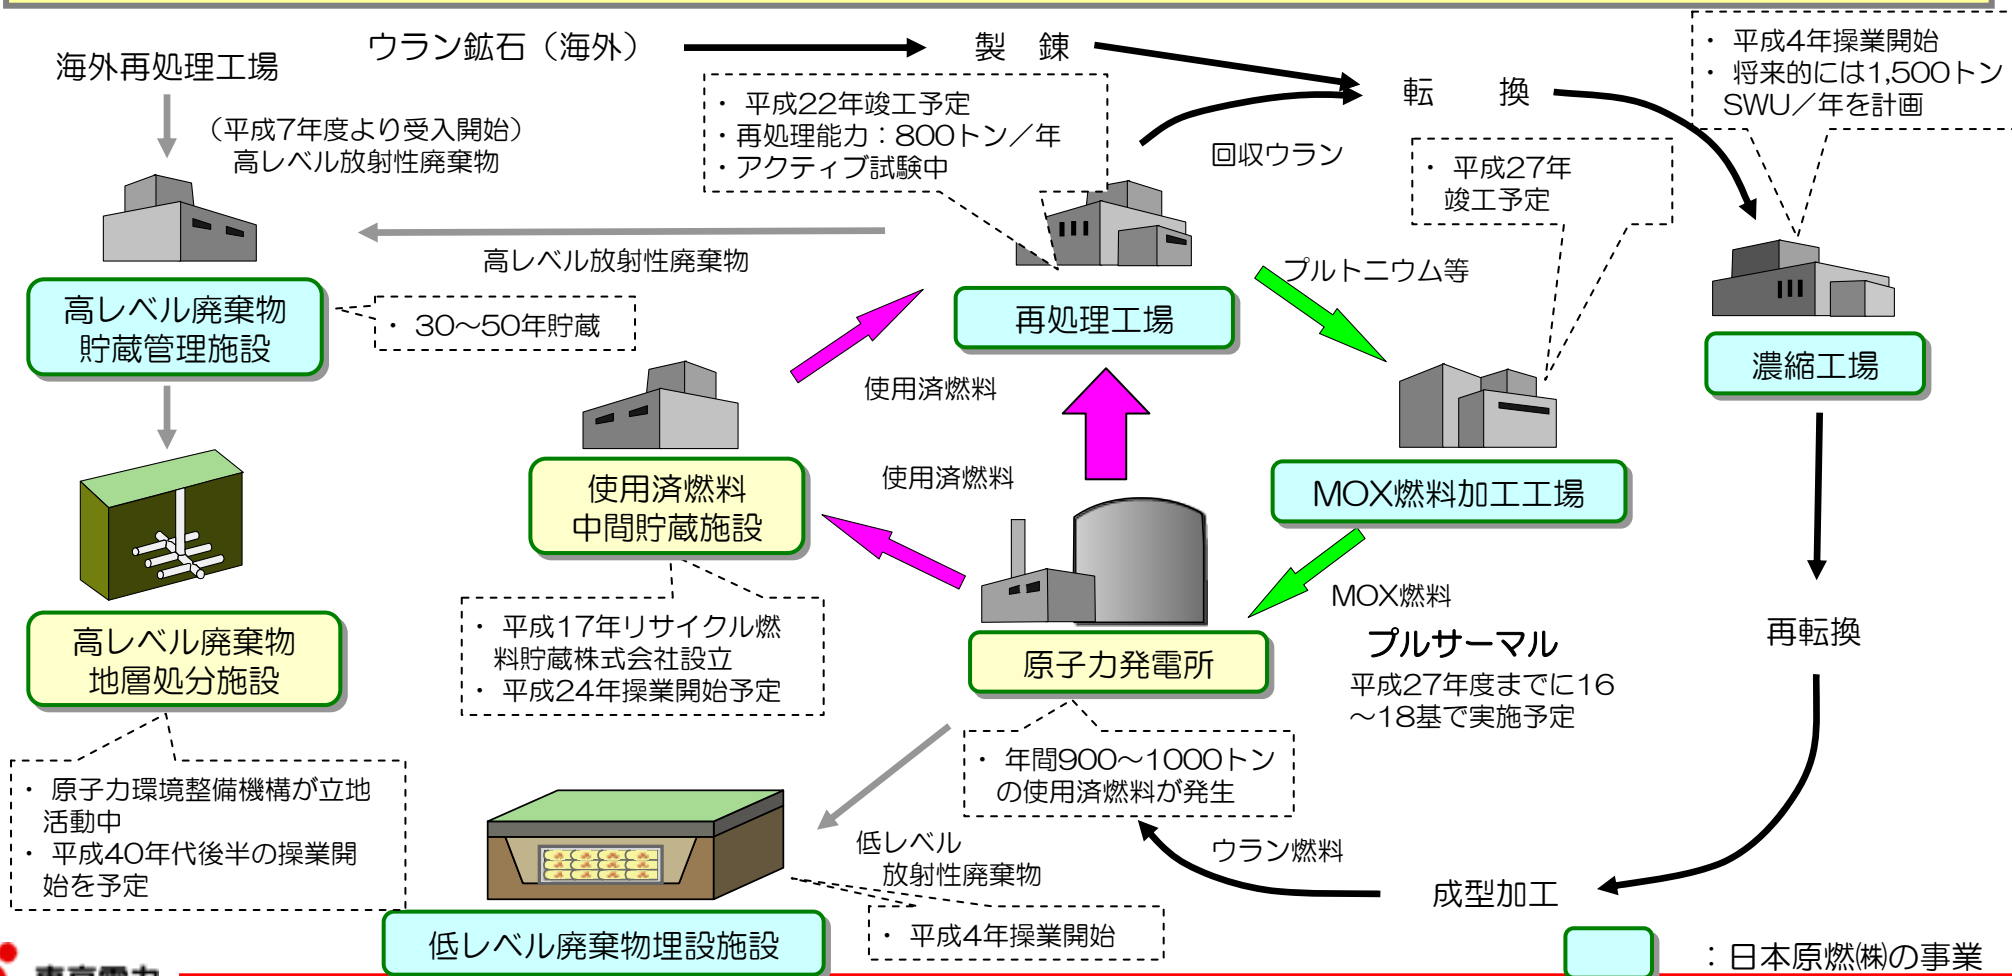 海外再処理工場
ウラン鉱石（海外）
製　錬
転　　換
・ 平成4年操業開始
・ 将来的には1,500トン
SWU／年を計画
（平成7年度より受入開始）
高レベル放射性廃棄物
・ 平成22年竣工予定
・再処理能力：800トン／年
・アクティブ試験中
回収ウラン
・ 平成27年
竣工予定
高レベル放射性廃棄物
プルトニウム等
高レベル廃棄物
貯蔵管理施設
・ 30～50年貯蔵
再処理工場
濃縮工場
使用済燃料
使用済燃料
使用済燃料
中間貯蔵施設
MOX燃料加工工場
MOX燃料
プルサーマル
平成27年度までに16
～18基で実施予定
再転換
高レベル廃棄物
地層処分施設
・ 平成17年リサイクル燃
料貯蔵株式会社設立
・ 平成24年操業開始予定
原子力発電所
・ 年間900～1000トン
の使用済燃料が発生
・ 原子力環境整備機構が立地
活動中
・ 平成40年代後半の操業開
始を予定
低レベル
放射性廃棄物
ウラン燃料
成型加工
低レベル廃棄物埋設施設
・ 平成4年操業開始
：日本原燃㈱の事業
東京電力